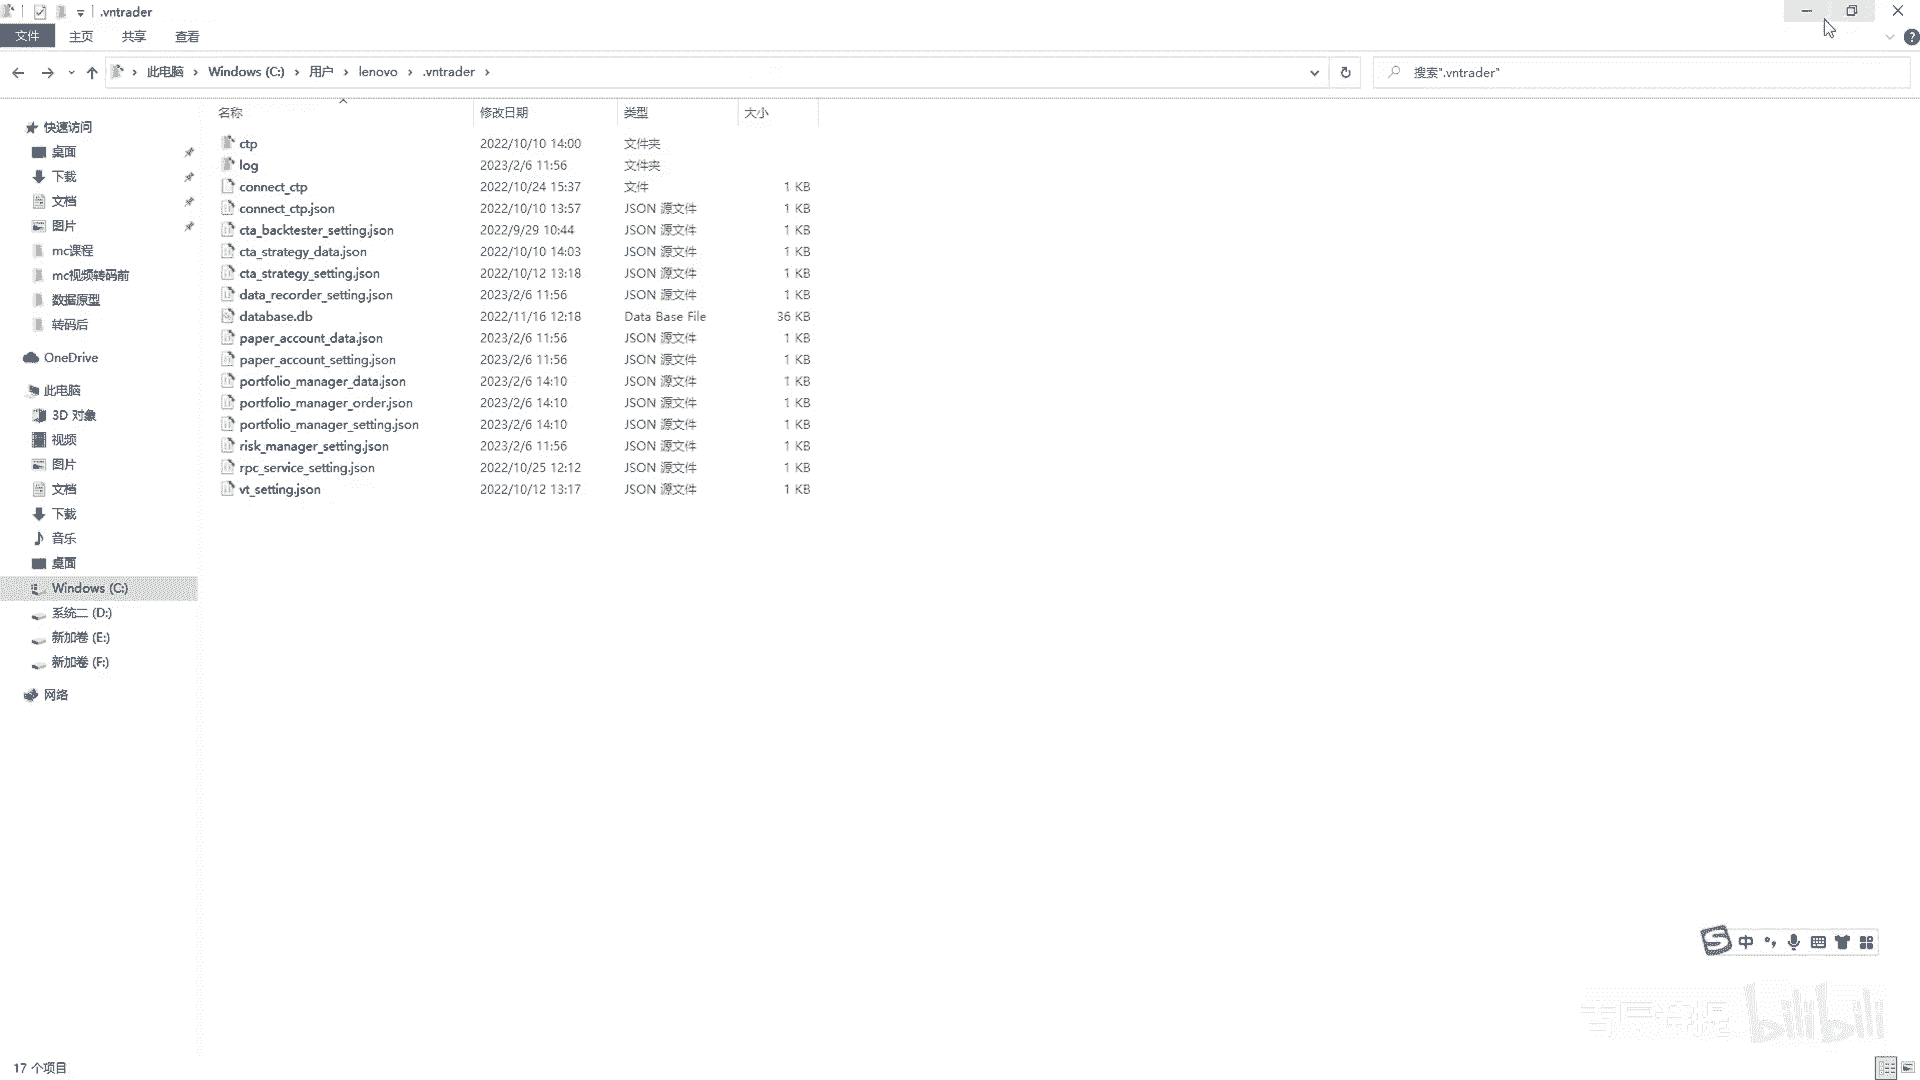 .vntrader
文件 主页 共享 查看
此电脑 Windows (C:) 用户 lenovo .vntrader
搜索".vntrader"
名称 修改日期 类型 大小
ctp 2022/10/10 14:00 文件夹
log 2023/2/6 11:56 文件夹
connect_ctp 2022/10/24 15:37 文件 1 KB
connect_ctp.json 2022/10/10 13:57 JSON 源文件 1 KB
cta_backtester_setting.json 2022/9/29 10:44 JSON 源文件 1 KB
cta_strategy_data.json 2022/10/10 14:03 JSON 源文件 1 KB
cta_strategy_setting.json 2022/10/12 13:18 JSON 源文件 1 KB
data_recorder_setting.json 2023/2/6 11:56 JSON 源文件 1 KB
database.db 2022/11/16 12:18 Data Base File 36 KB
paper_account_data.json 2023/2/6 11:56 JSON 源文件 1 KB
paper_account_setting.json 2023/2/6 11:56 JSON 源文件 1 KB
portfolio_manager_data.json 2023/2/6 14:10 JSON 源文件 1 KB
portfolio_manager_order.json 2023/2/6 14:10 JSON 源文件 1 KB
portfolio_manager_setting.json 2023/2/6 14:10 JSON 源文件 1 KB
risk_manager_setting.json 2023/2/6 11:56 JSON 源文件 1 KB
rpc_service_setting.json 2022/10/25 12:12 JSON 源文件 1 KB
vt_setting.json 2022/10/12 13:17 JSON 源文件 1 KB
快速访问
桌面
下载
文档
图片
mc课程
mc视频转码前
数据原型
转码后
OneDrive
此电脑
3D 对象
视频
图片
文档
下载
音乐
桌面
Windows (C:)
系统二 (D:)
新加卷 (E:)
新加卷 (F:)
网络
中
bilibili
17 个项目